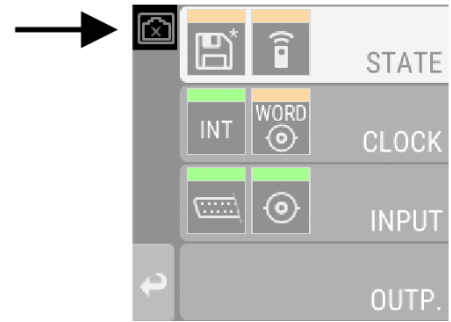 STATE
INT
WORD
CLOCK
INPUT
OUTP.